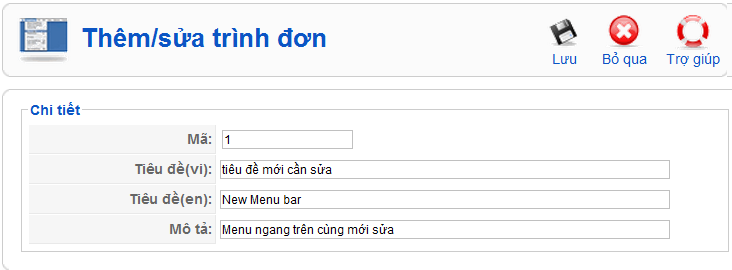 Thêm/sửa trình đơn
Lưu Bỏ qua Trợ giúp
Chi tiết
Mã: 1
Tiêu đề(vi): tiêu đề mới cần sửa
Tiêu đề(en): New Menu bar
Mô tả: Menu ngang trên cùng mới sửa